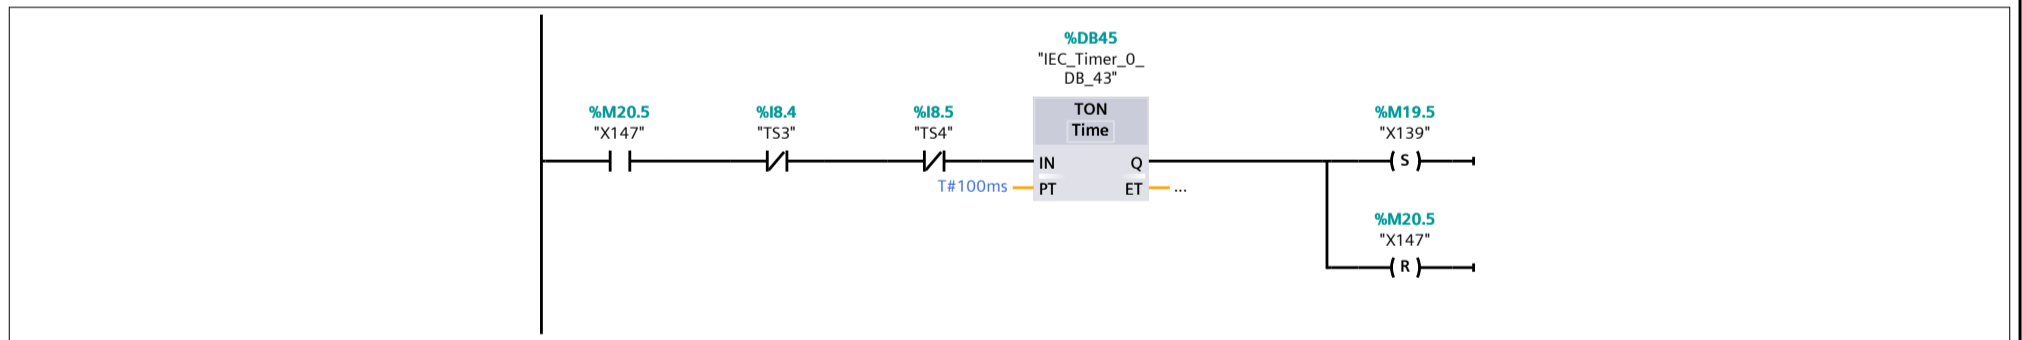 %DB45
"IEC_Timer_0_
DB_43"
%M20.5
"X147"
%I8.4
"TS3"
%I8.5
"TS4"
TON
Time
%M19.5
"X139"
IN
Q
S
T#100ms
PT
ET
...
%M20.5
"X147"
R